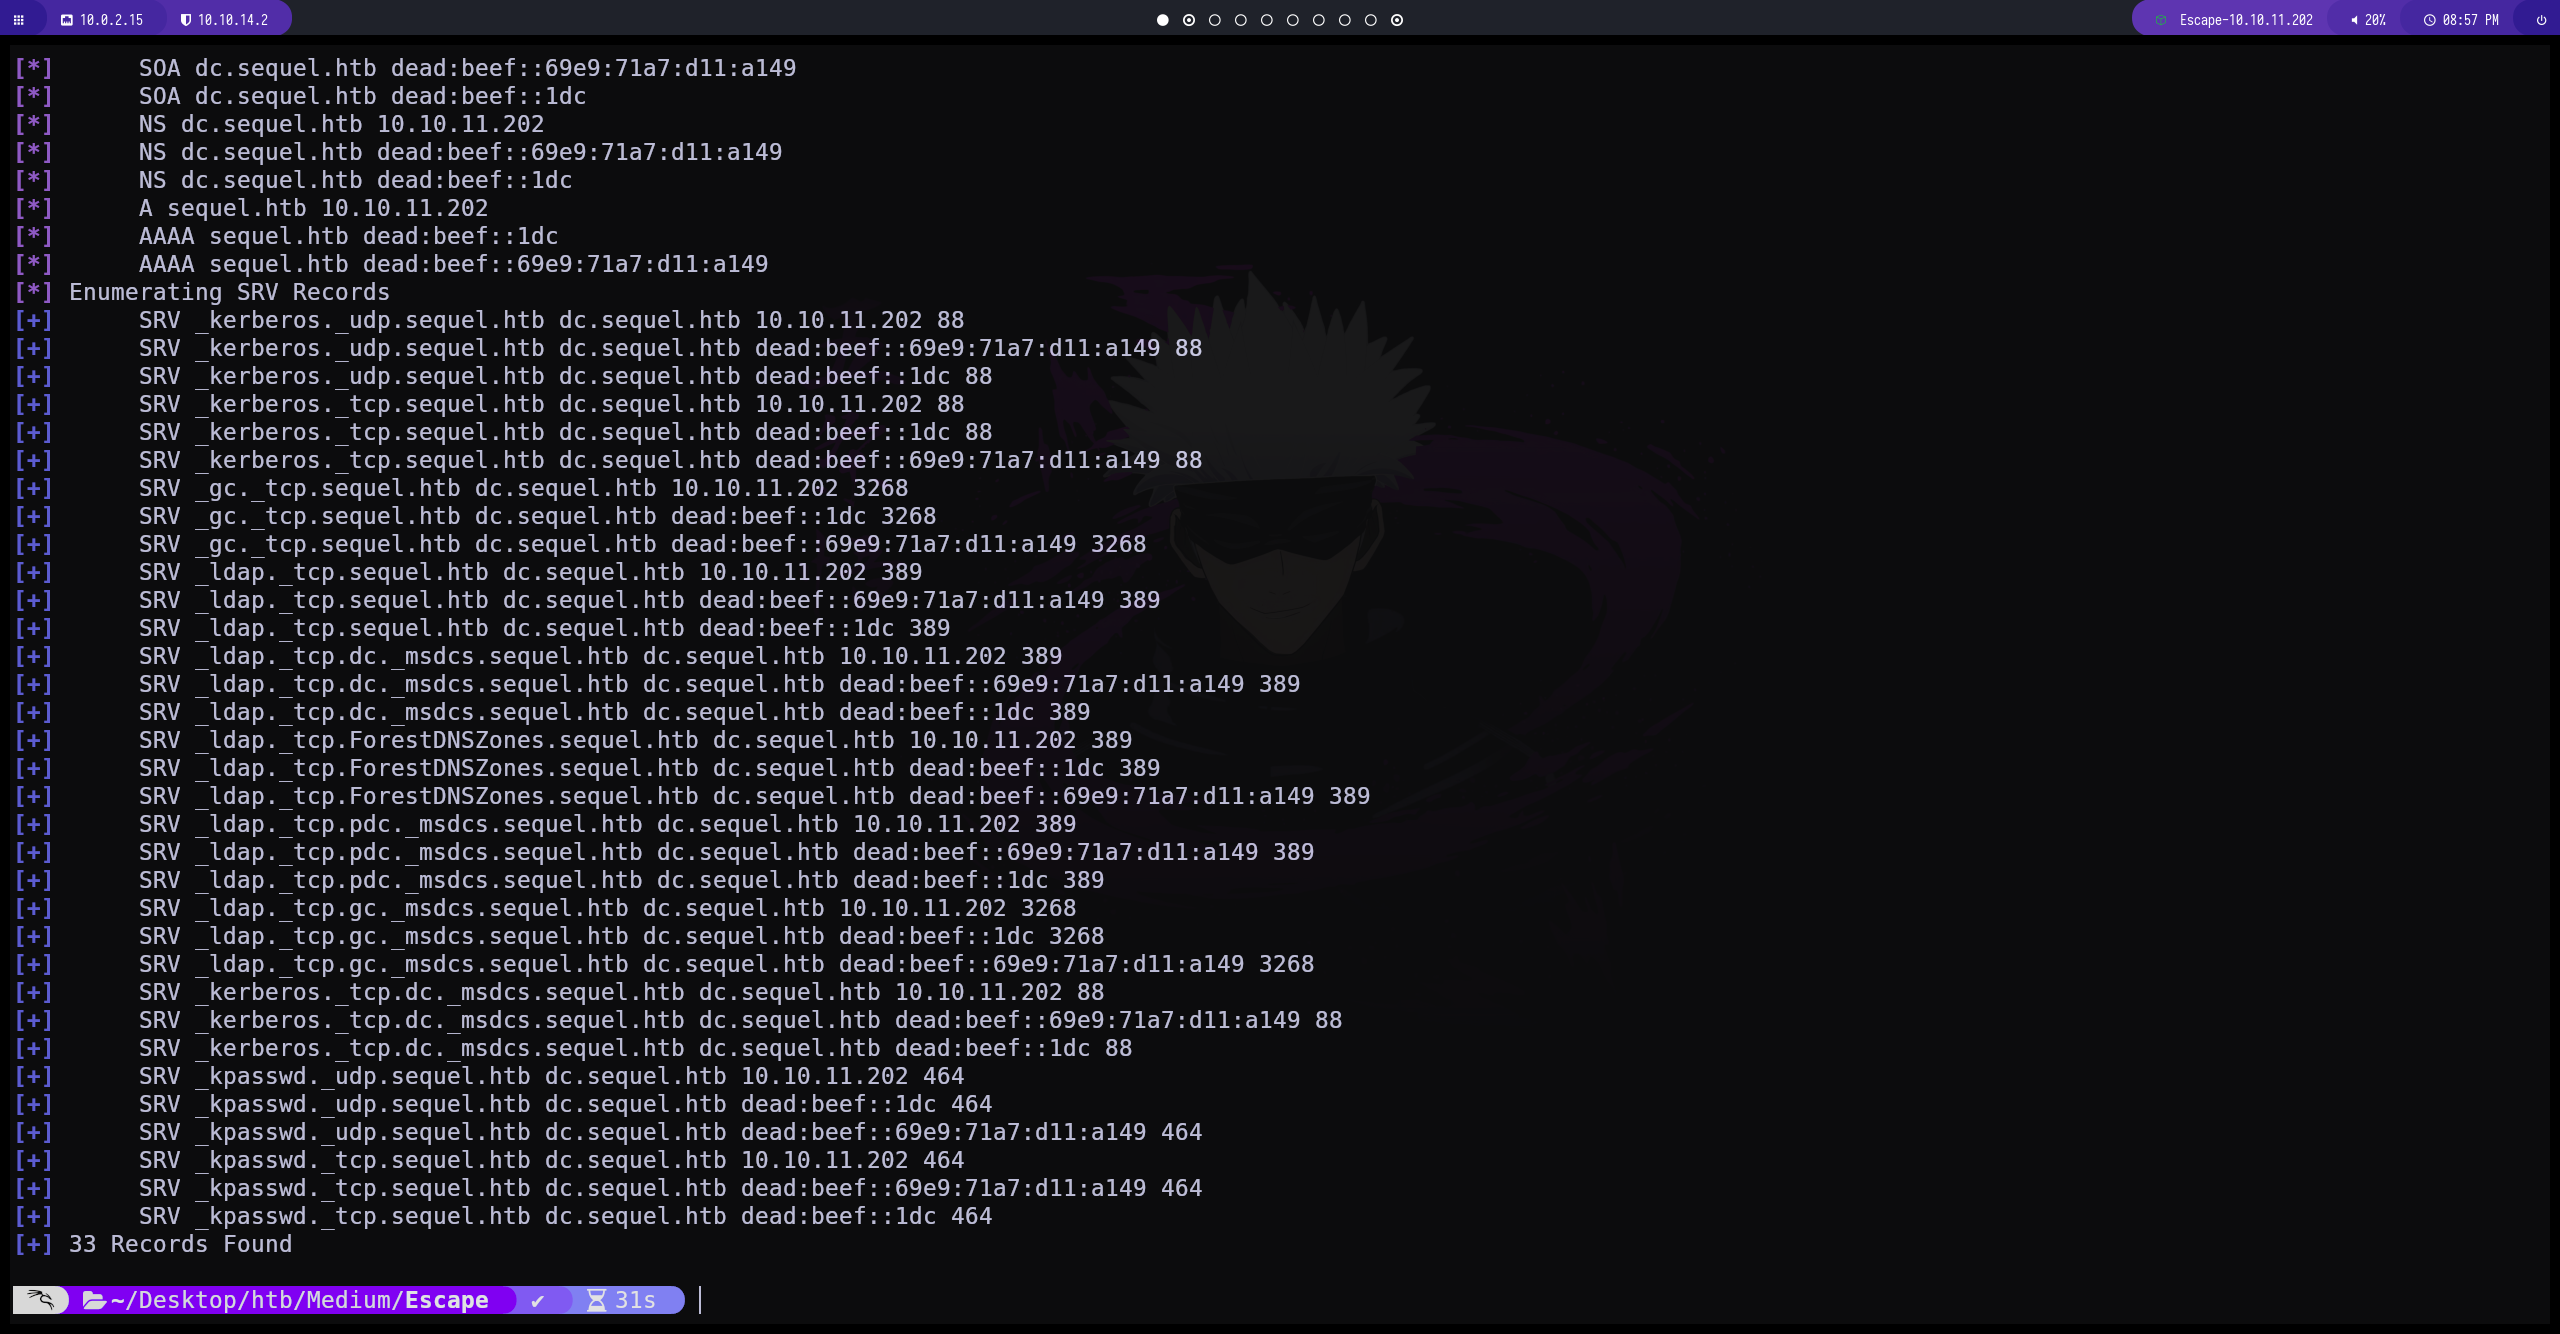 10.0.2.15 10.10.14.2 Escape-10.10.11.202 20% 08:57 PM
[*] SOA dc.sequel.htb dead:beef::69e9:71a7:d11:a149
[*] SOA dc.sequel.htb dead:beef::1dc
[*] NS dc.sequel.htb 10.10.11.202
[*] NS dc.sequel.htb dead:beef::69e9:71a7:d11:a149
[*] NS dc.sequel.htb dead:beef::1dc
[*] A sequel.htb 10.10.11.202
[*] AAAA sequel.htb dead:beef::1dc
[*] AAAA sequel.htb dead:beef::69e9:71a7:d11:a149
[*] Enumerating SRV Records
[+] SRV _kerberos._udp.sequel.htb dc.sequel.htb 10.10.11.202 88
[+] SRV _kerberos._udp.sequel.htb dc.sequel.htb dead:beef::69e9:71a7:d11:a149 88
[+] SRV _kerberos._udp.sequel.htb dc.sequel.htb dead:beef::1dc 88
[+] SRV _kerberos._tcp.sequel.htb dc.sequel.htb 10.10.11.202 88
[+] SRV _kerberos._tcp.sequel.htb dc.sequel.htb dead:beef::1dc 88
[+] SRV _kerberos._tcp.sequel.htb dc.sequel.htb dead:beef::69e9:71a7:d11:a149 88
[+] SRV _gc._tcp.sequel.htb dc.sequel.htb 10.10.11.202 3268
[+] SRV _gc._tcp.sequel.htb dc.sequel.htb dead:beef::1dc 3268
[+] SRV _gc._tcp.sequel.htb dc.sequel.htb dead:beef::69e9:71a7:d11:a149 3268
[+] SRV _ldap._tcp.sequel.htb dc.sequel.htb 10.10.11.202 389
[+] SRV _ldap._tcp.sequel.htb dc.sequel.htb dead:beef::69e9:71a7:d11:a149 389
[+] SRV _ldap._tcp.sequel.htb dc.sequel.htb dead:beef::1dc 389
[+] SRV _ldap._tcp.dc._msdcs.sequel.htb dc.sequel.htb 10.10.11.202 389
[+] SRV _ldap._tcp.dc._msdcs.sequel.htb dc.sequel.htb dead:beef::69e9:71a7:d11:a149 389
[+] SRV _ldap._tcp.dc._msdcs.sequel.htb dc.sequel.htb dead:beef::1dc 389
[+] SRV _ldap._tcp.ForestDNSZones.sequel.htb dc.sequel.htb 10.10.11.202 389
[+] SRV _ldap._tcp.ForestDNSZones.sequel.htb dc.sequel.htb dead:beef::1dc 389
[+] SRV _ldap._tcp.ForestDNSZones.sequel.htb dc.sequel.htb dead:beef::69e9:71a7:d11:a149 389
[+] SRV _ldap._tcp.pdc._msdcs.sequel.htb dc.sequel.htb 10.10.11.202 389
[+] SRV _ldap._tcp.pdc._msdcs.sequel.htb dc.sequel.htb dead:beef::69e9:71a7:d11:a149 389
[+] SRV _ldap._tcp.pdc._msdcs.sequel.htb dc.sequel.htb dead:beef::1dc 389
[+] SRV _ldap._tcp.gc._msdcs.sequel.htb dc.sequel.htb 10.10.11.202 3268
[+] SRV _ldap._tcp.gc._msdcs.sequel.htb dc.sequel.htb dead:beef::1dc 3268
[+] SRV _ldap._tcp.gc._msdcs.sequel.htb dc.sequel.htb dead:beef::69e9:71a7:d11:a149 3268
[+] SRV _kerberos._tcp.dc._msdcs.sequel.htb dc.sequel.htb 10.10.11.202 88
[+] SRV _kerberos._tcp.dc._msdcs.sequel.htb dc.sequel.htb dead:beef::69e9:71a7:d11:a149 88
[+] SRV _kerberos._tcp.dc._msdcs.sequel.htb dc.sequel.htb dead:beef::1dc 88
[+] SRV _kpasswd._udp.sequel.htb dc.sequel.htb 10.10.11.202 464
[+] SRV _kpasswd._udp.sequel.htb dc.sequel.htb dead:beef::1dc 464
[+] SRV _kpasswd._udp.sequel.htb dc.sequel.htb dead:beef::69e9:71a7:d11:a149 464
[+] SRV _kpasswd._tcp.sequel.htb dc.sequel.htb 10.10.11.202 464
[+] SRV _kpasswd._tcp.sequel.htb dc.sequel.htb dead:beef::69e9:71a7:d11:a149 464
[+] SRV _kpasswd._tcp.sequel.htb dc.sequel.htb dead:beef::1dc 464
[+] 33 Records Found
~/Desktop/htb/Medium/Escape ✔ 31s